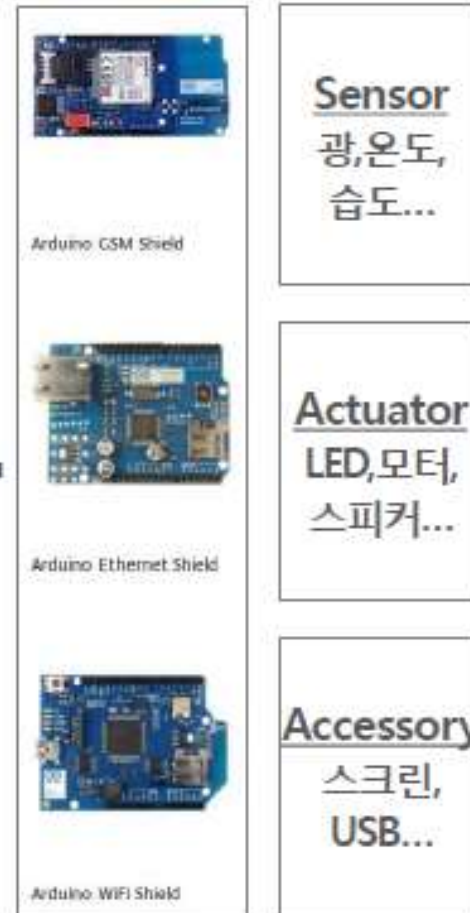 Arduino GSM Shield
Arduino Ethernet Shield
Arduino WiFi Shield
Sensor
광,온도,
습도...
Actuator
LED,모터,
스피커...
Accessory
스크린,
USB...